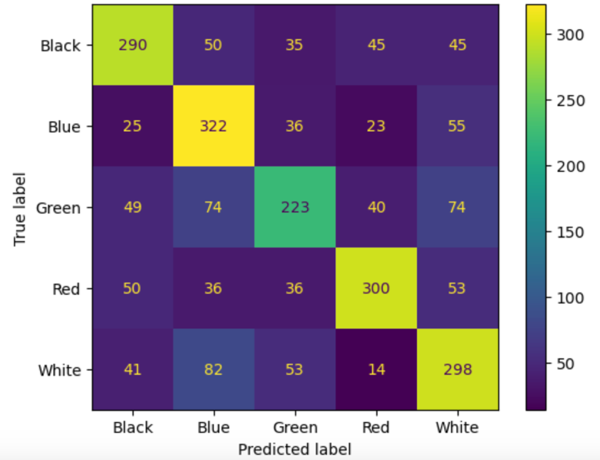 Black 290 50 35 45 45
Blue 25 322 36 23 55
Green 49 74 223 40 74
Red 50 36 36 300 53
White 41 82 53 14 298
Black Blue Green Red White
Predicted label
True label
300
250
200
150
100
50